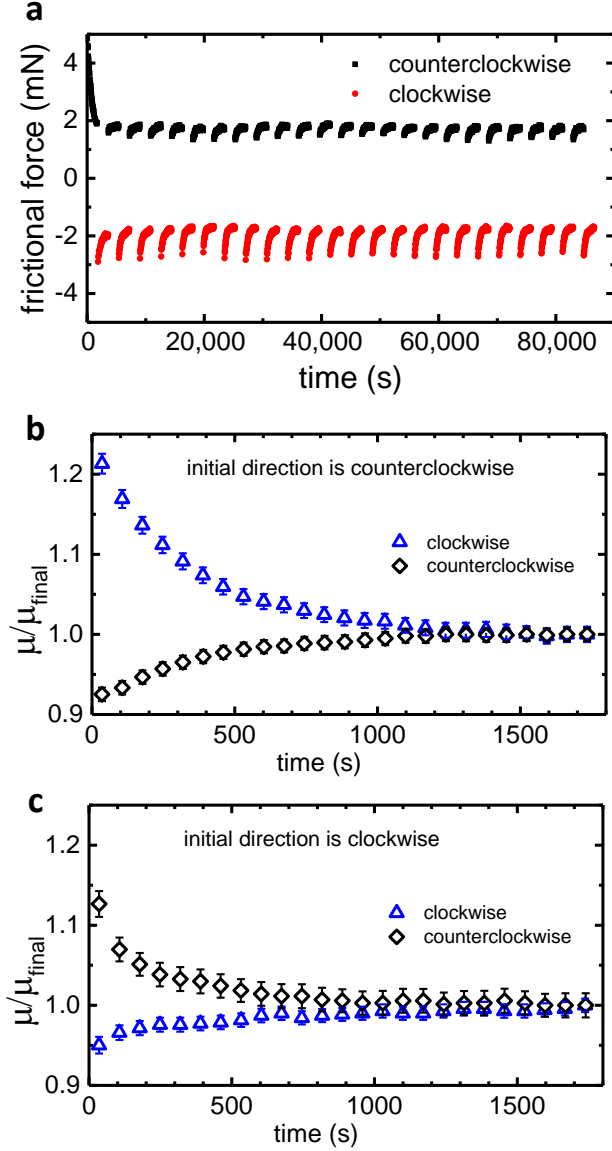 a
4
2
0
-2
-4
frictional force (mN)
counterclockwise
clockwise
0
20,000
40,000
60,000
80,000
time (s)
b
1.2
1.1
1.0
0.9
μ/μfinal
initial direction is counterclockwise
clockwise
counterclockwise
0
500
1000
1500
time (s)
c
1.2
1.1
1.0
0.9
μ/μfinal
initial direction is clockwise
clockwise
counterclockwise
0
500
1000
1500
time (s)